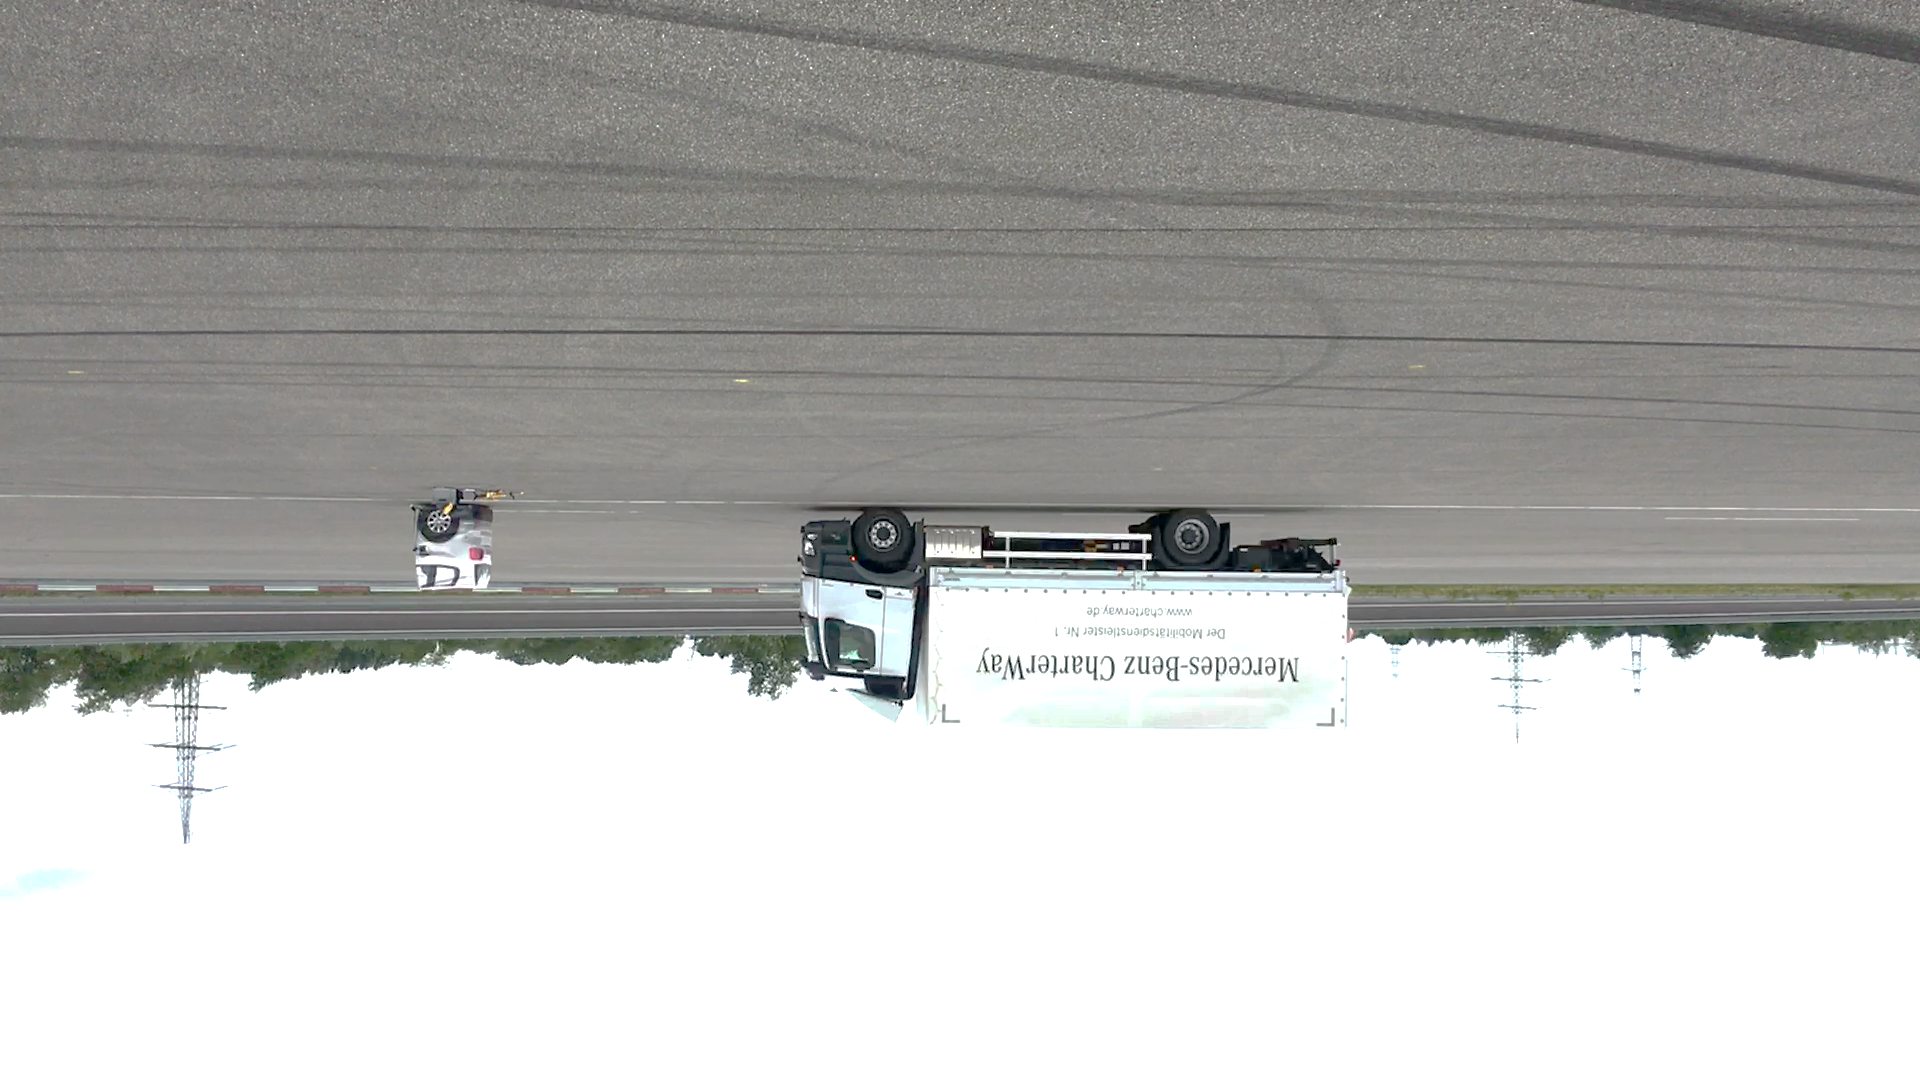 Mercedes-Benz CharterWay
Der Mobilitätsdienstleister Nr. 1
www.charterway.de